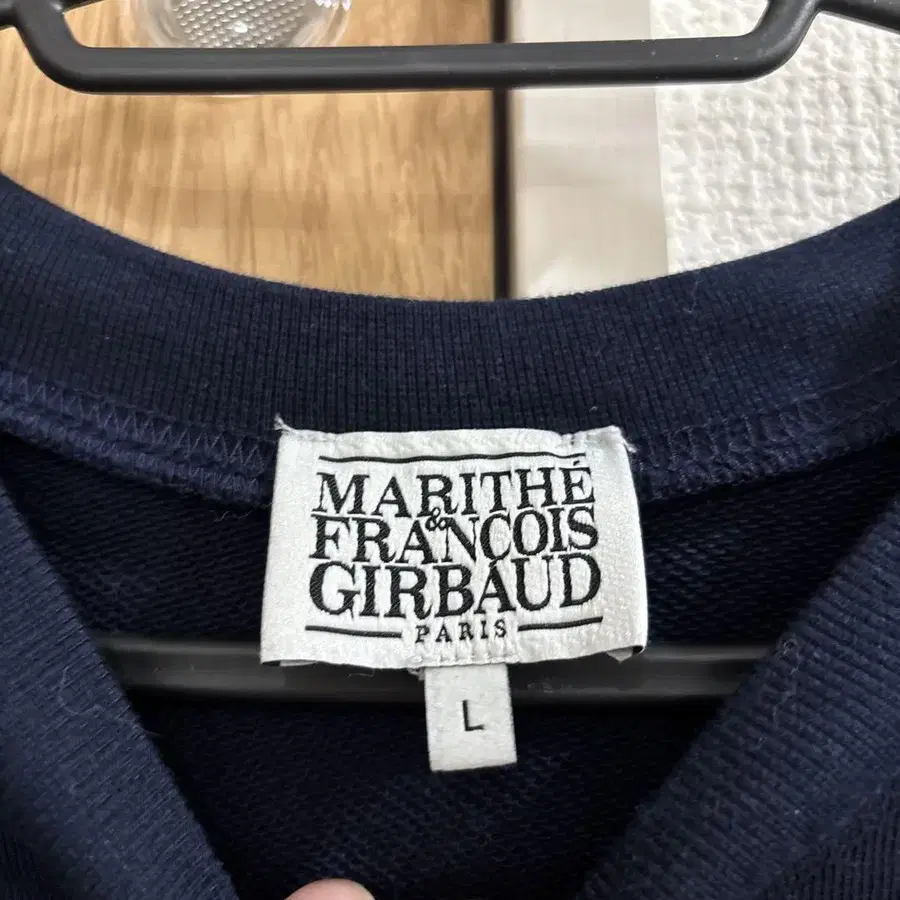 MARITHÉ
&
FRANCOIS
GIRBAUD
PARIS
L